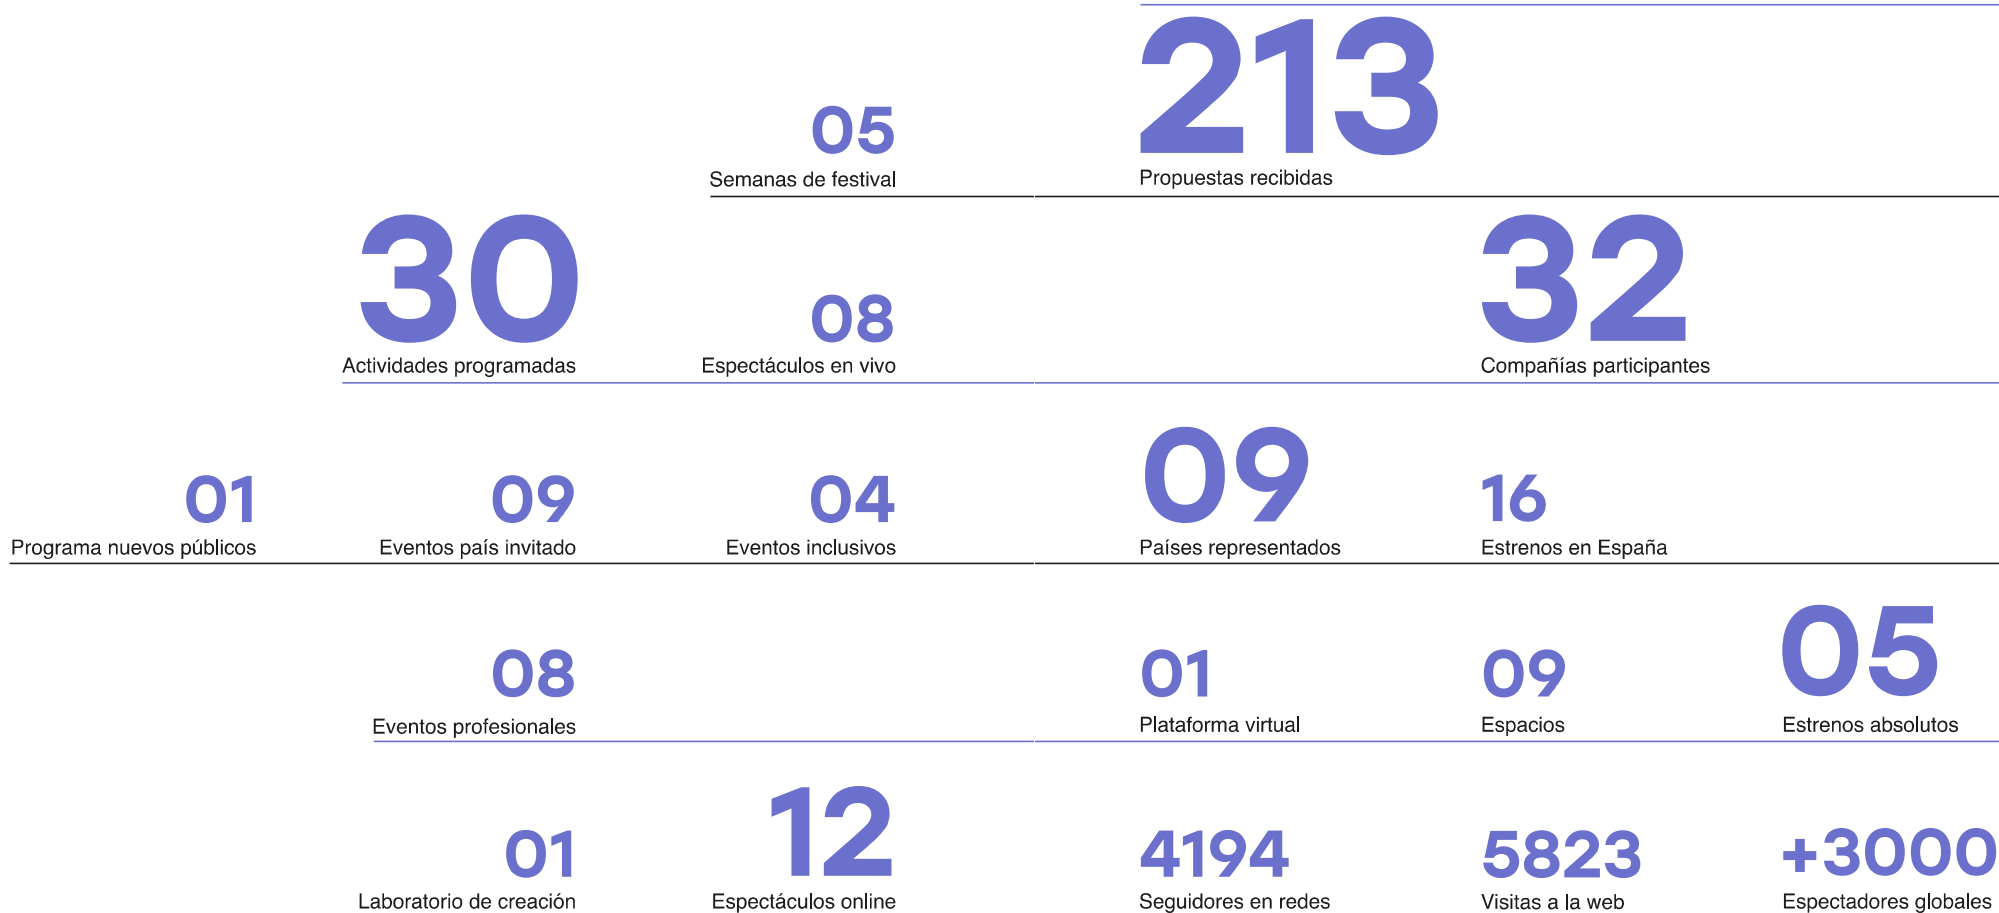 05
Semanas de festival
213
Propuestas recibidas
30
Actividades programadas
08
Espectáculos en vivo
32
Compañías participantes
01
Programa nuevos públicos
09
Eventos país invitado
04
Eventos inclusivos
09
Países representados
16
Estrenos en España
08
Eventos profesionales
01
Plataforma virtual
09
Espacios
05
Estrenos absolutos
01
Laboratorio de creación
12
Espectáculos online
4194
Seguidores en redes
5823
Visitas a la web
+3000
Espectadores globales